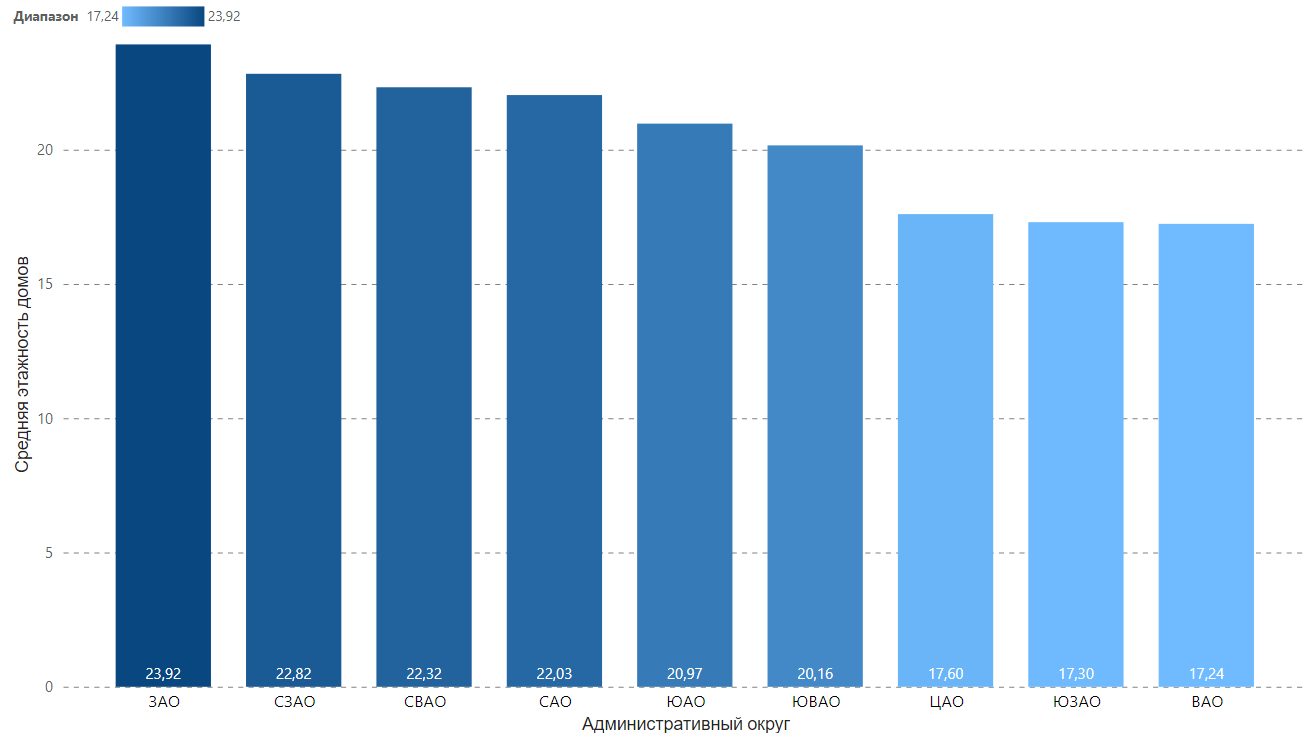 Диапазон 17,24 23,92
Средняя этажность домов
20
15
10
5
0
23,92 22,82 22,32 22,03 20,97 20,16 17,60 17,30 17,24
ЗАО СЗАО СВАО САО ЮАО ЮВАО ЦАО ЮЗАО ВАО
Административный округ